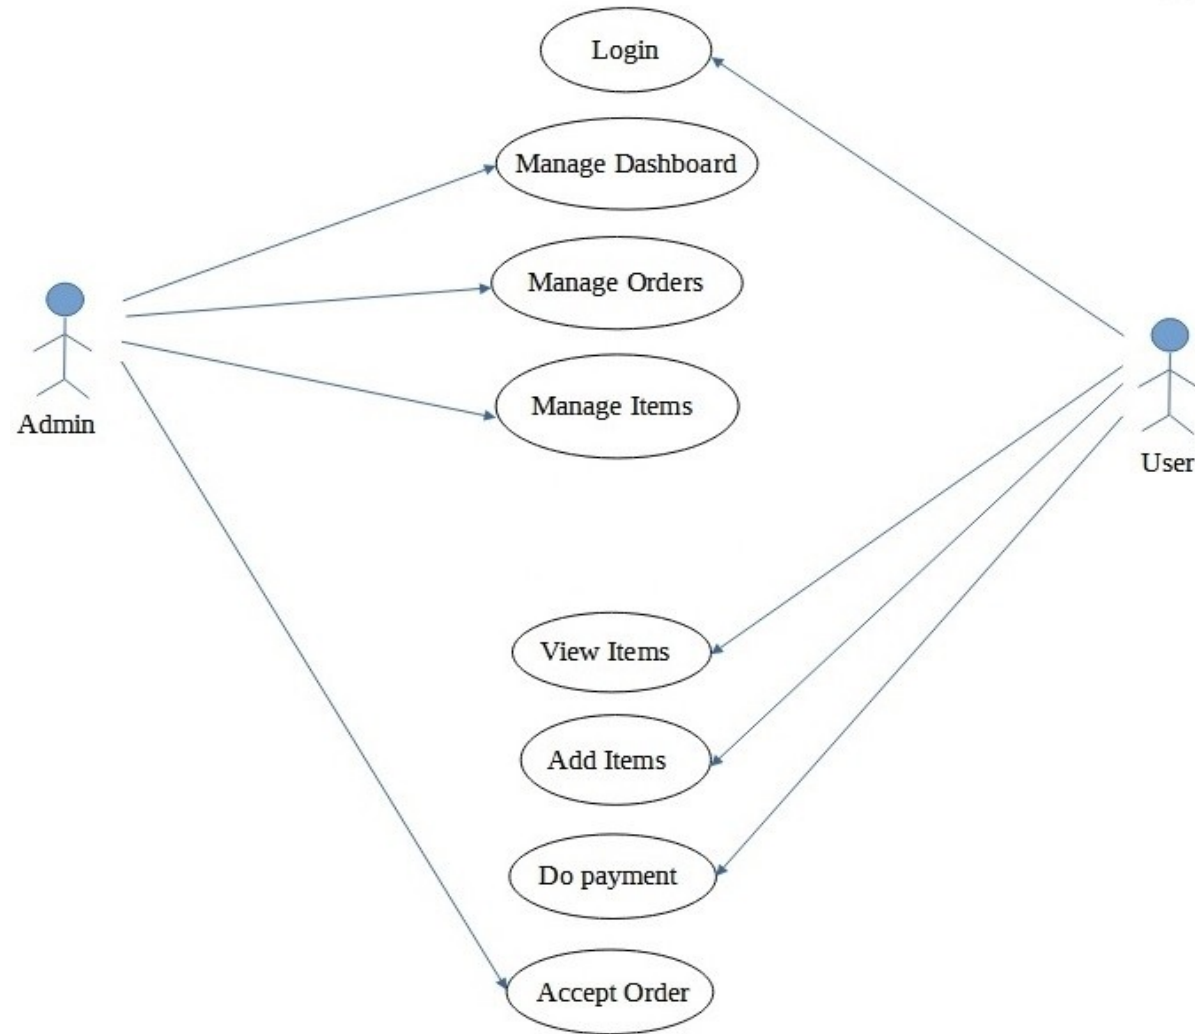 Login
Manage Dashboard
Manage Orders
Manage Items
Admin
User
View Items
Add Items
Do payment
Accept Order